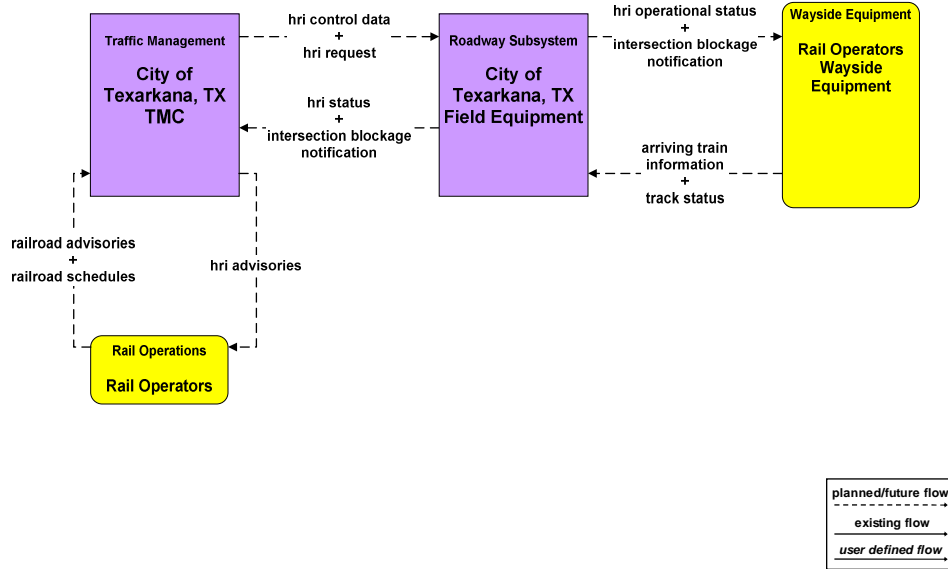 Traffic Management
City of
Texarkana, TX
TMC
hri control data
+
hri request
Roadway Subsystem
City of
Texarkana, TX
Field Equipment
hri operational status
+
intersection blockage
notification
Wayside Equipment
Rail Operators
Wayside
Equipment
hri status
+
intersection blockage
notification
arriving train
information
+
track status
railroad advisories
+
railroad schedules
hri advisories
Rail Operations
Rail Operators
planned/future flow
existing flow
user defined flow